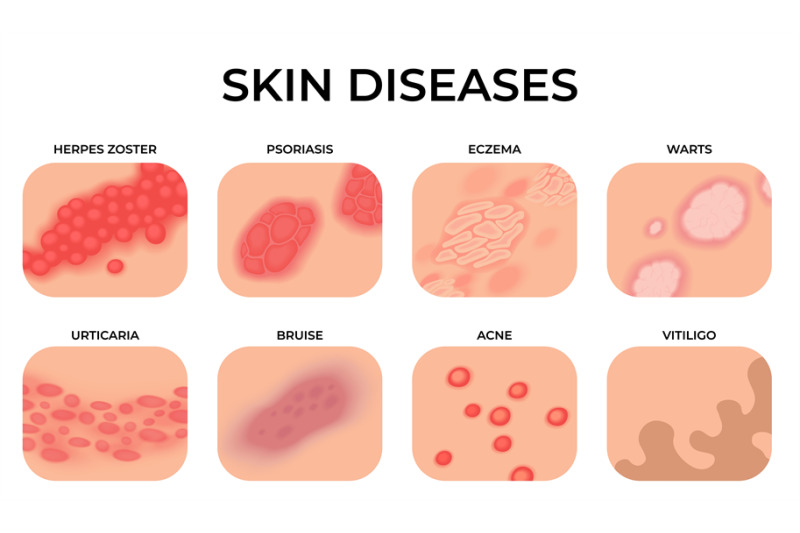 SKIN DISEASES
HERPES ZOSTER
PSORIASIS
ECZEMA
WARTS
URTICARIA
BRUISE
ACNE
VITILIGO